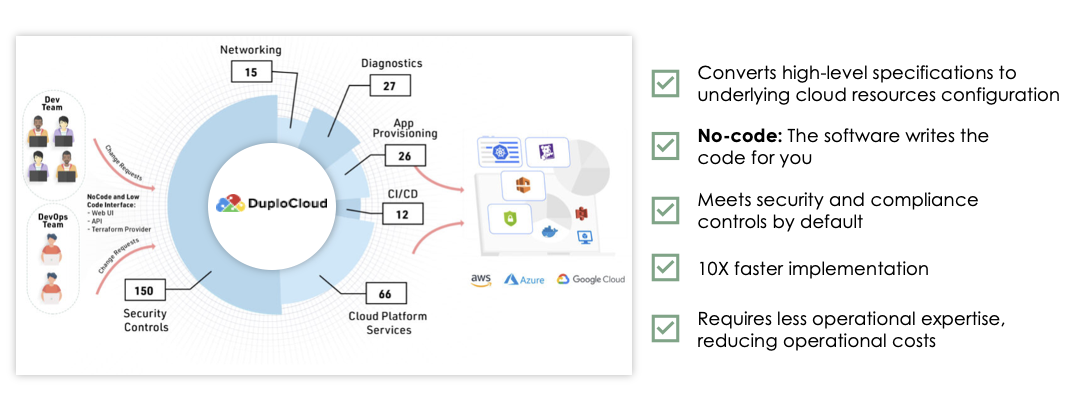 Networking
15
Diagnostics
27
App
Provisioning
26
CI/CD
12
66
Cloud Platform
Services
150
Security
Controls
DuploCloud
Dev
Team
Change Requests
NoCode and Low
Code Interface:
- Web UI
- API
- Terraform Provider
DevOps
Team
Change Requests
aws
Azure
Google Cloud
Converts high-level specifications to
underlying cloud resources configuration
No-code: The software writes the
code for you
Meets security and compliance
controls by default
10X faster implementation
Requires less operational expertise,
reducing operational costs